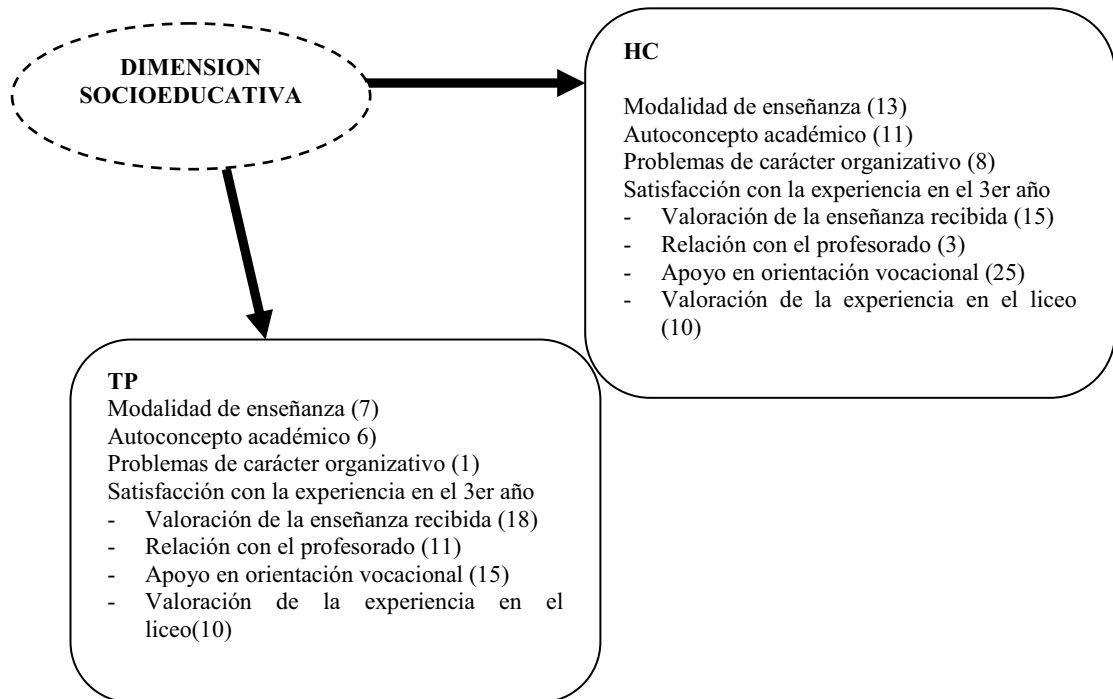 DIMENSION
SOCIOEDUCATIVA
HC
Modalidad de enseñanza (13)
Autoconcepto académico (11)
Problemas de carácter organizativo (8)
Satisfacción con la experiencia en el 3er año
- Valoración de la enseñanza recibida (15)
- Relación con el profesorado (3)
- Apoyo en orientación vocacional (25)
- Valoración de la experiencia en el liceo
(10)
TP
Modalidad de enseñanza (7)
Autoconcepto académico 6)
Problemas de carácter organizativo (1)
Satisfacción con la experiencia en el 3er año
- Valoración de la enseñanza recibida (18)
- Relación con el profesorado (11)
- Apoyo en orientación vocacional (15)
- Valoración de la experiencia en el
liceo(10)